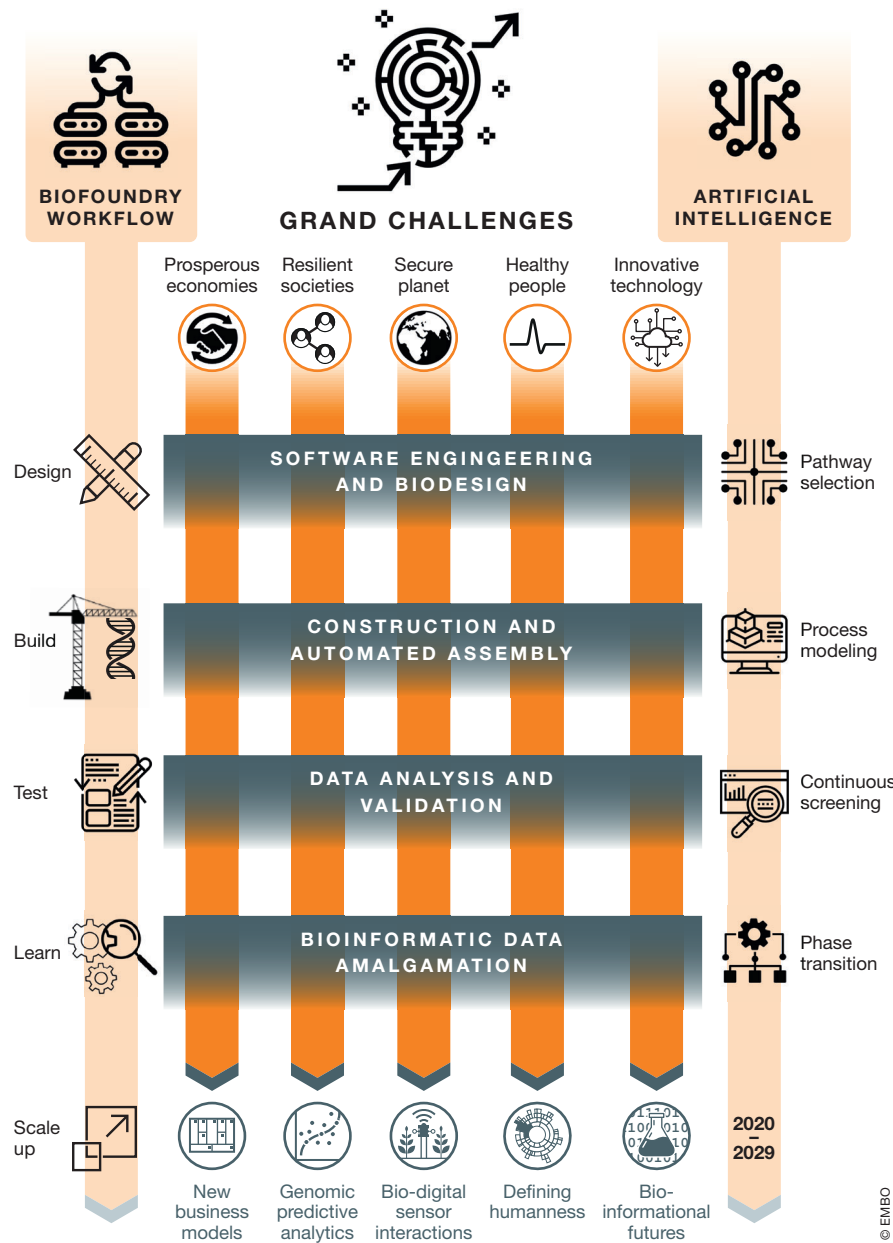 BIOFOUNDRY
WORKFLOW
GRAND CHALLENGES
ARTIFICIAL
INTELLIGENCE
Prosperous
economies
Resilient
societies
Secure
planet
Healthy
people
Innovative
technology
Design
SOFTWARE ENGINGEERING
AND BIODESIGN
Pathway
selection
Build
CONSTRUCTION AND
AUTOMATED ASSEMBLY
Process
modeling
Test
DATA ANALYSIS AND
VALIDATION
Continuous
screening
Learn
BIOINFORMATIC DATA
AMALGAMATION
Phase
transition
Scale
up
2020
–
2029
New
business
models
Genomic
predictive
analytics
Bio-digital
sensor
interactions
Defining
humanness
Bio-
informational
futures
© EMBO